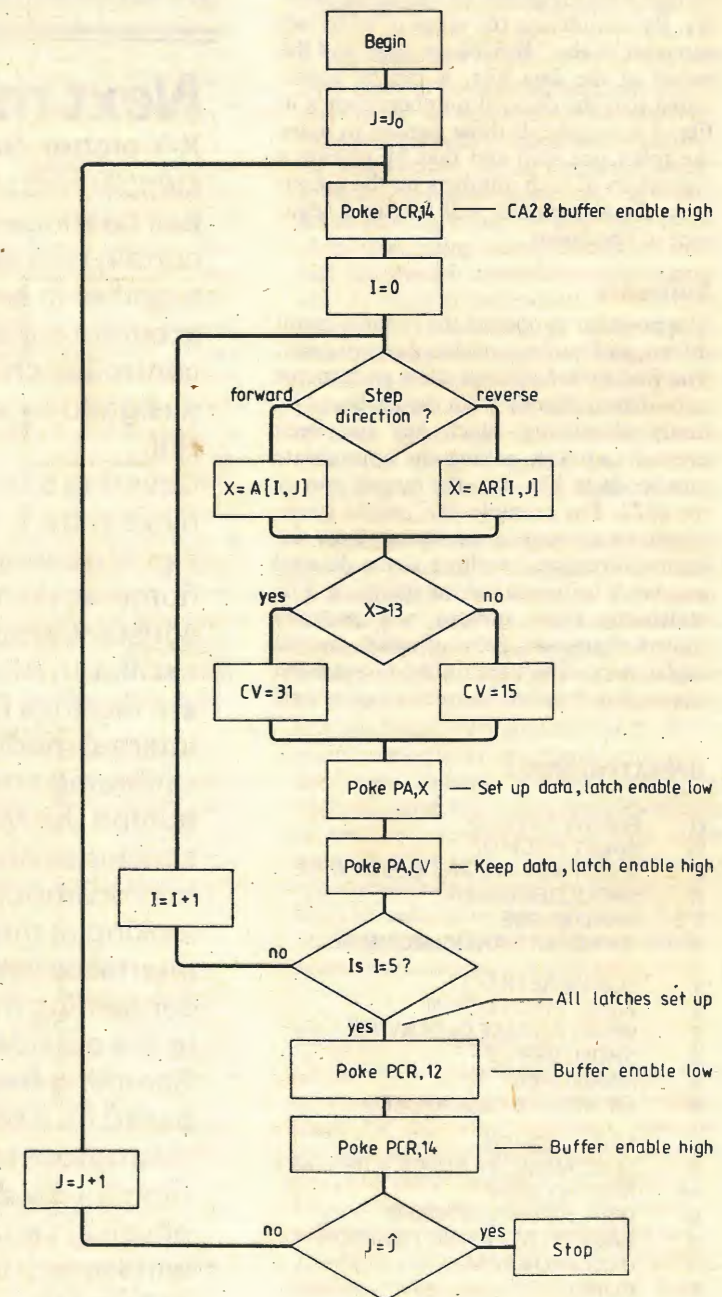 Begin
J=J₀
Poke PCR,14
CA2 & buffer enable high
I=0
forward
Step
direction ?
reverse
X= A[I,J]
X= AR[I,J]
yes
X>13
no
CV=31
CV=15
Poke PA,X
Set up data, latch enable low
Poke PA,CV
Keep data, latch enable high
I=I+1
no
Is I=5?
yes
All latches set up
Poke PCR, 12
Buffer enable low
Poke PCR,14
Buffer enable high
J=J+1
no
J=Ĵ
yes
Stop